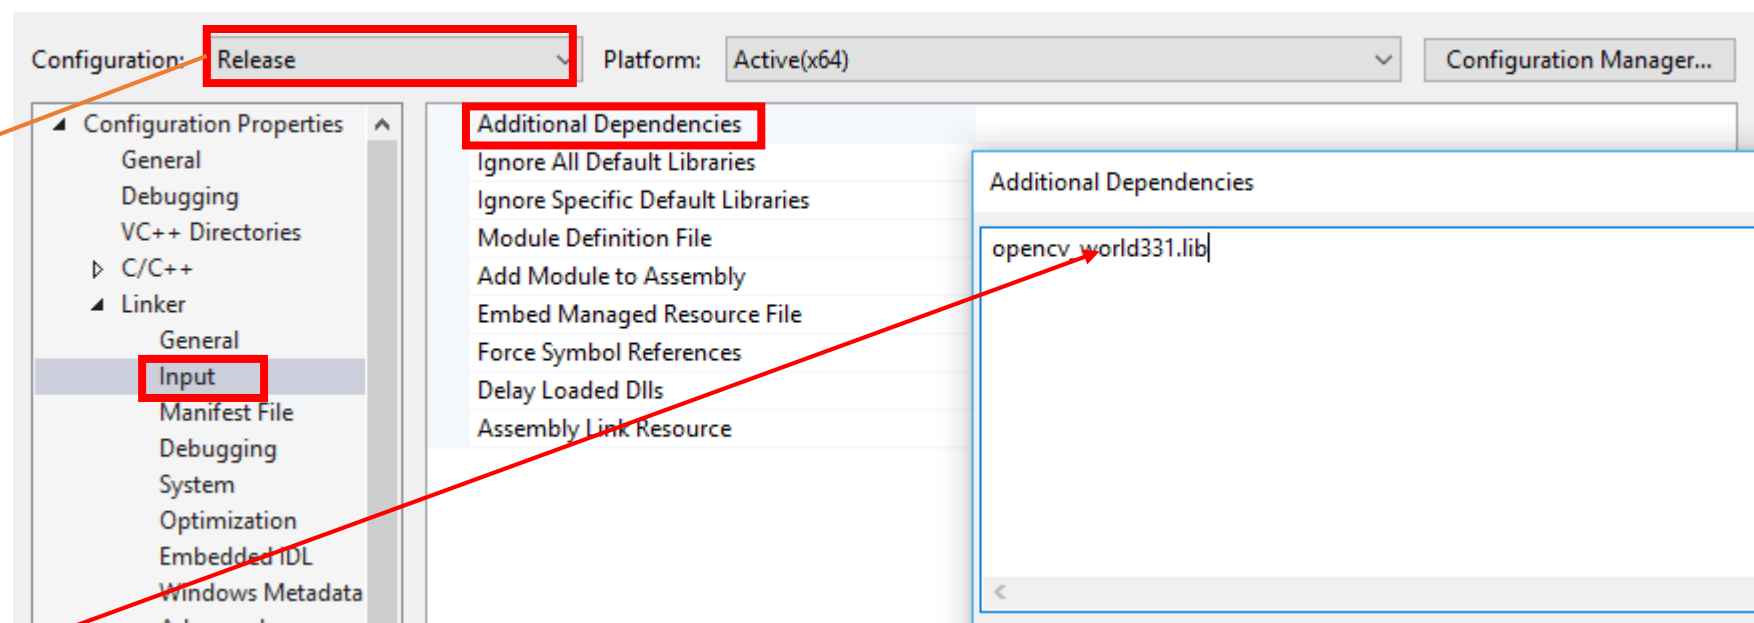 Configuration: Release Platform: Active(x64) Configuration Manager...
Configuration Properties
General
Debugging
VC++ Directories
C/C++
Linker
General
Input
Manifest File
Debugging
System
Optimization
Embedded IDL
Windows Metadata
Additional Dependencies
Ignore All Default Libraries
Ignore Specific Default Libraries
Module Definition File
Add Module to Assembly
Embed Managed Resource File
Force Symbol References
Delay Loaded Dlls
Assembly Link Resource
Additional Dependencies
opencv_world331.lib